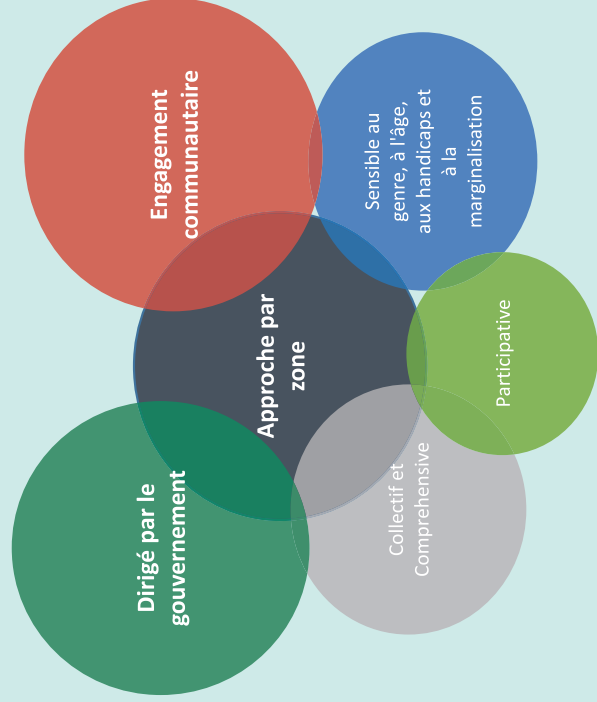 Dirigé par le
gouvernement
Engagement
communautaire
Approche par
zone
Collectif et
Comprehensive
Sensible au
genre, à l'âge,
aux handicaps et
à la
marginalisation
Participative